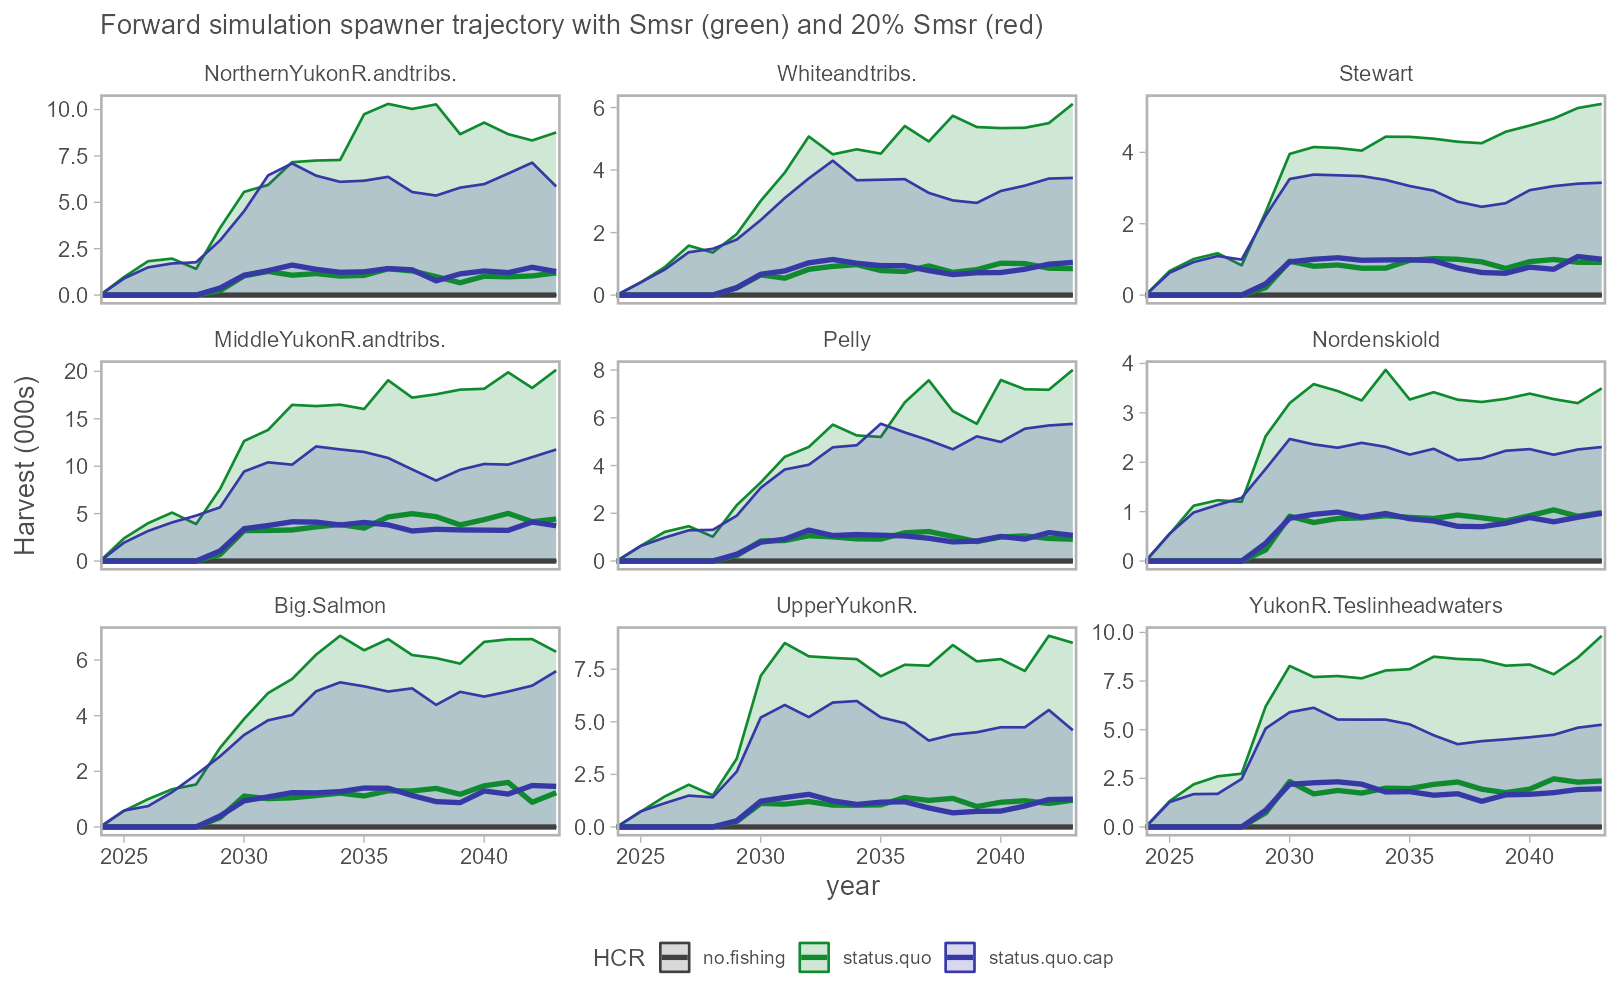 Forward simulation spawner trajectory with Smsr (green) and 20% Smsr (red)
NorthernYukonR.andtribs.
Whiteandtribs.
Stewart
10.0
7.5
5.0
2.5
0.0
6
4
2
0
4
2
0
MiddleYukonR.andtribs.
Pelly
Nordenskiold
20
15
10
5
0
8
6
4
2
0
4
3
2
1
0
Harvest (000s)
Big.Salmon
UpperYukonR.
YukonR.Teslinheadwaters
6
4
2
0
7.5
5.0
2.5
0.0
10.0
7.5
5.0
2.5
0.0
2025 2030 2035 2040
2025 2030 2035 2040
2025 2030 2035 2040
year
HCR no.fishing status.quo status.quo.cap